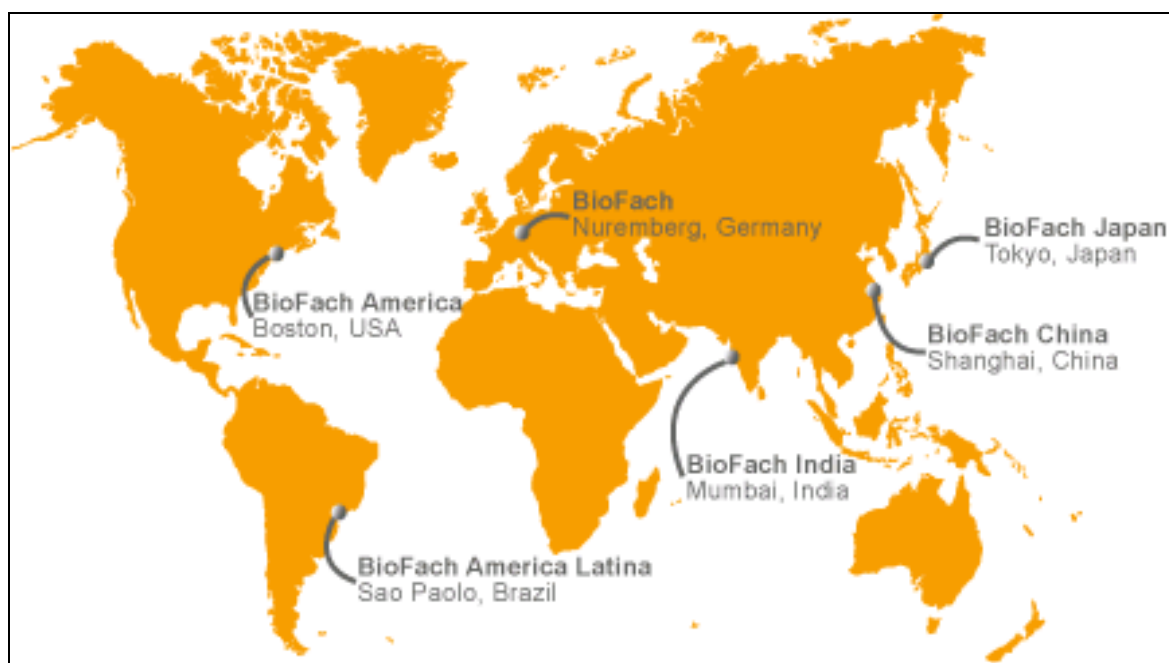 BioFach
Nuremberg, Germany
BioFach Japan
Tokyo, Japan
BioFach America
Boston, USA
BioFach China
Shanghai, China
BioFach India
Mumbai, India
BioFach America Latina
Sao Paolo, Brazil